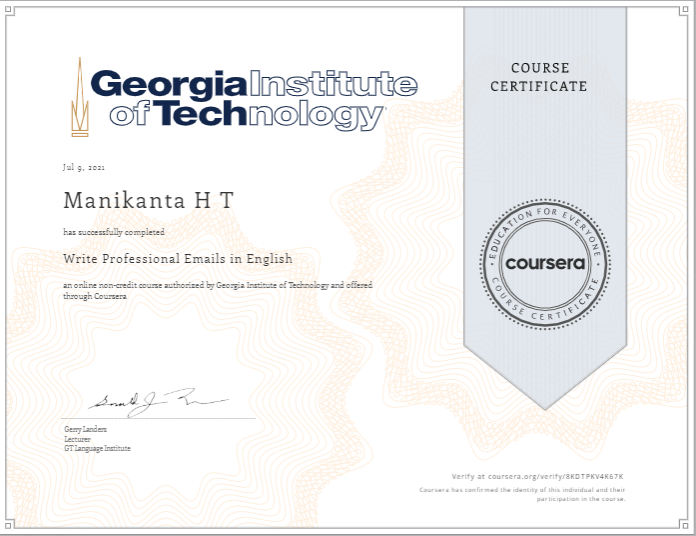 Georgia Institute
of Technology
Jul 9, 2021
Manikanta H T
has successfully completed
Write Professional Emails in English
an online non-credit course authorized by Georgia Institute of Technology and offered
through Coursera
Gerry Landers
Lecturer
GT Language Institute
COURSE
CERTIFICATE
EDUCATION FOR EVERYONE
coursera
COURSE CERTIFICATE
Verify at coursera.org/verify/8KDTPKV4K67K
Coursera has confirmed the identity of this individual and their
participation in the course.